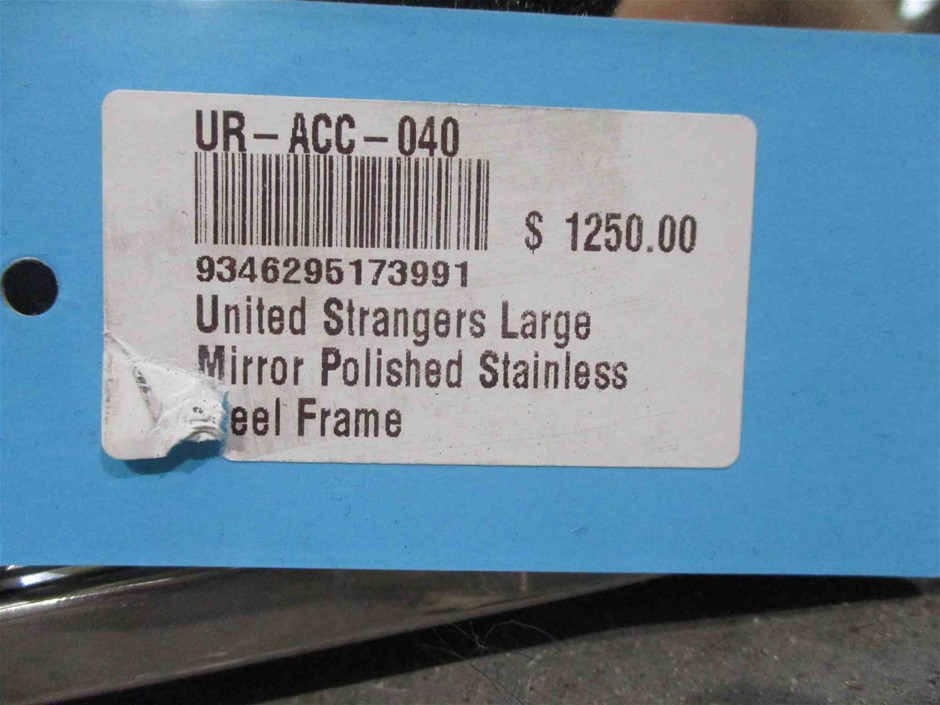 UR-ACC-040
$ 1250.00
9346295173991
United Strangers Large
Mirror Polished Stainless
eel Frame